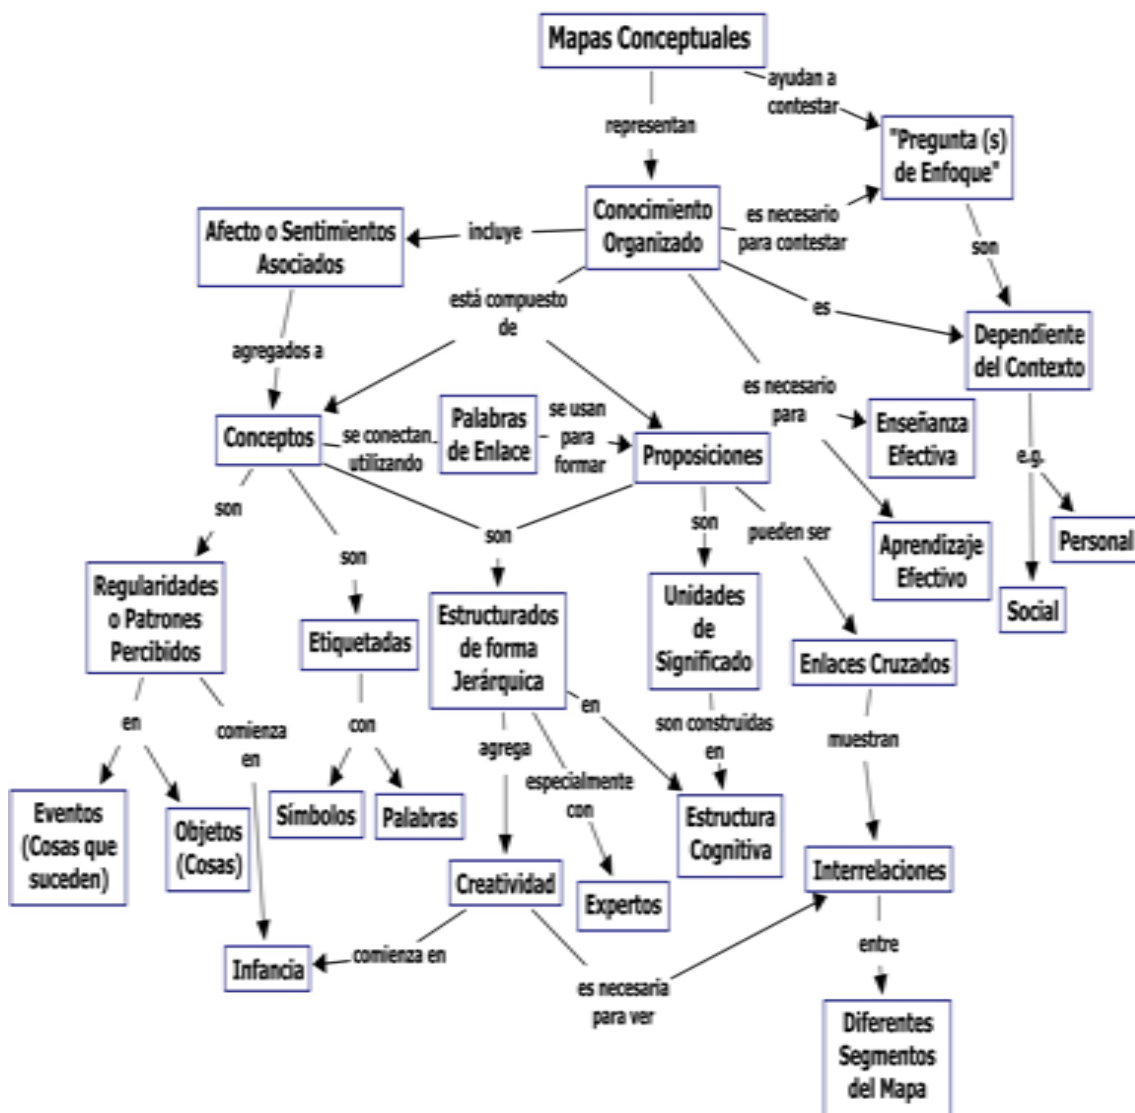 Mapas Conceptuales
ayudan a
contestar
representan
"Pregunta (s)
de Enfoque"
Conocimiento
Organizado
es necesario
para contestar
Afecto o Sentimientos
Asociados
incluye
son
está compuesto
de
es
Dependiente
del Contexto
agregados a
es necesario
para
Enseñanza
Efectiva
Conceptos
se conectan
utilizando
Palabras
de Enlace
se usan
para
formar
Proposiciones
e.g.
son
son
son
son
pueden ser
Aprendizaje
Efectivo
Personal
Social
Regularidades
o Patrones
Percibidos
Etiquetadas
Estructurados
de forma
Jerárquica
Unidades
de
Significado
Enlaces Cruzados
en
comienza
en
con
agrega
especialmente
con
en
son construidas
en
muestran
Eventos
(Cosas que
suceden)
Objetos
(Cosas)
Símbolos
Palabras
Estructura
Cognitiva
Creatividad
Expertos
Interrelaciones
Infancia
comienza en
es necesaria
para ver
entre
Diferentes
Segmentos
del Mapa